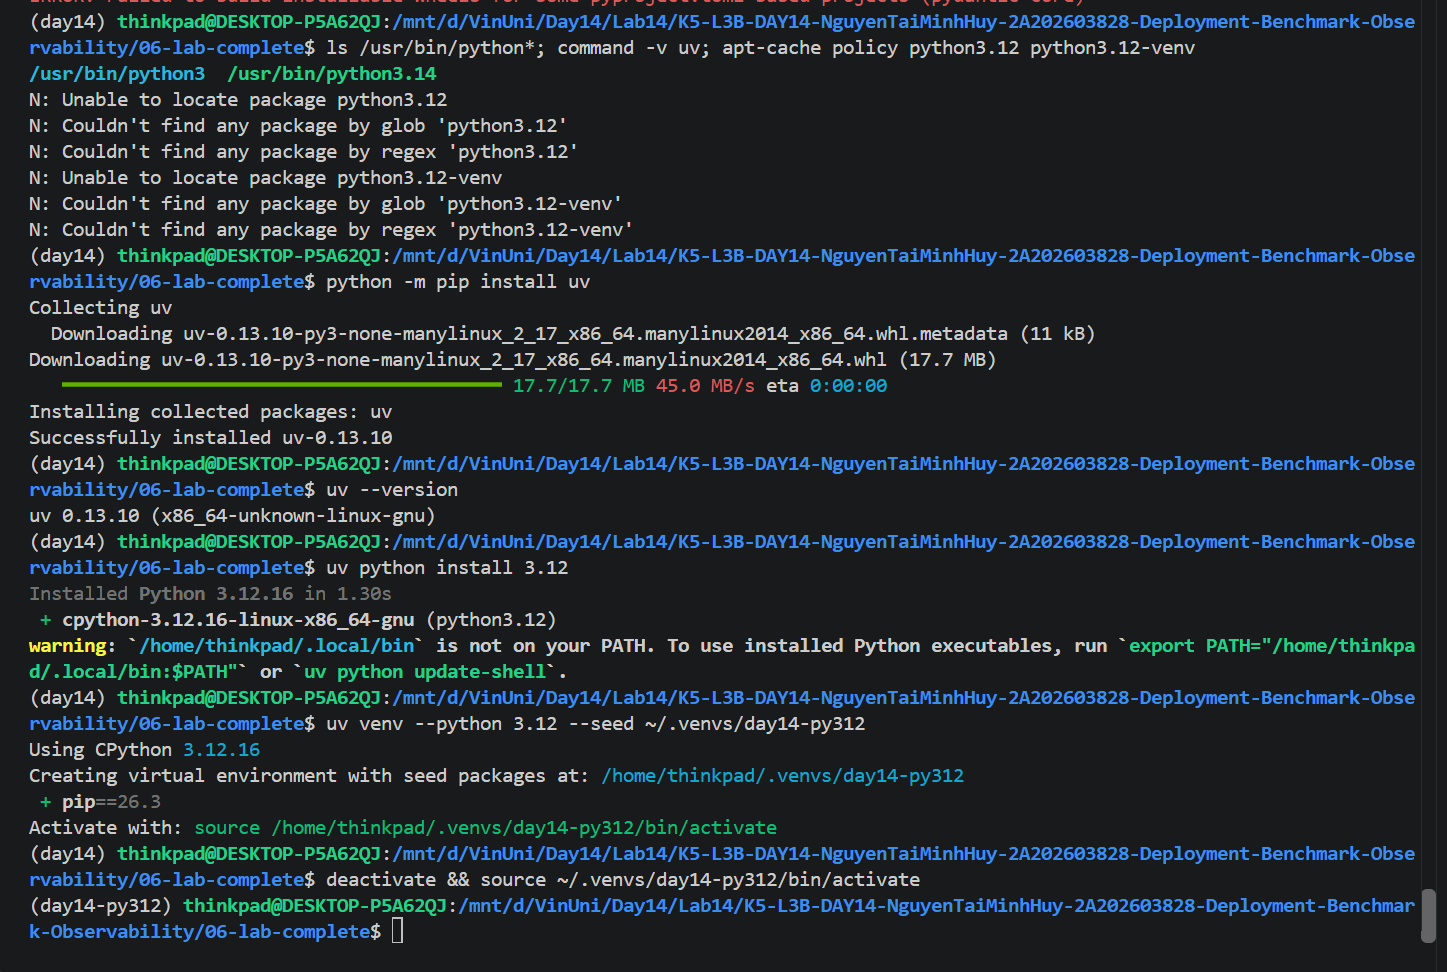 ERROR: Failed to build installable wheels for some pyproject.toml based projects (pydantic-core)
(day14) thinkpad@DESKTOP-P5A62QJ:/mnt/d/VinUni/Day14/Lab14/K5-L3B-DAY14-NguyenTaiMinhHuy-2A202603828-Deployment-Benchmark-Obse
rvability/06-lab-complete$ ls /usr/bin/python*; command -v uv; apt-cache policy python3.12 python3.12-venv
/usr/bin/python3  /usr/bin/python3.14
N: Unable to locate package python3.12
N: Couldn't find any package by glob 'python3.12'
N: Couldn't find any package by regex 'python3.12'
N: Unable to locate package python3.12-venv
N: Couldn't find any package by glob 'python3.12-venv'
N: Couldn't find any package by regex 'python3.12-venv'
(day14) thinkpad@DESKTOP-P5A62QJ:/mnt/d/VinUni/Day14/Lab14/K5-L3B-DAY14-NguyenTaiMinhHuy-2A202603828-Deployment-Benchmark-Obse
rvability/06-lab-complete$ python -m pip install uv
Collecting uv
  Downloading uv-0.13.10-py3-none-manylinux_2_17_x86_64.manylinux2014_x86_64.whl.metadata (11 kB)
Downloading uv-0.13.10-py3-none-manylinux_2_17_x86_64.manylinux2014_x86_64.whl (17.7 MB)
17.7/17.7 MB 45.0 MB/s eta 0:00:00
Installing collected packages: uv
Successfully installed uv-0.13.10
(day14) thinkpad@DESKTOP-P5A62QJ:/mnt/d/VinUni/Day14/Lab14/K5-L3B-DAY14-NguyenTaiMinhHuy-2A202603828-Deployment-Benchmark-Obse
rvability/06-lab-complete$ uv --version
uv 0.13.10 (x86_64-unknown-linux-gnu)
(day14) thinkpad@DESKTOP-P5A62QJ:/mnt/d/VinUni/Day14/Lab14/K5-L3B-DAY14-NguyenTaiMinhHuy-2A202603828-Deployment-Benchmark-Obse
rvability/06-lab-complete$ uv python install 3.12
Installed Python 3.12.16 in 1.30s
 + cpython-3.12.16-linux-x86_64-gnu (python3.12)
warning: `/home/thinkpad/.local/bin` is not on your PATH. To use installed Python executables, run `export PATH="/home/thinkpa
d/.local/bin:$PATH"` or `uv python update-shell`.
(day14) thinkpad@DESKTOP-P5A62QJ:/mnt/d/VinUni/Day14/Lab14/K5-L3B-DAY14-NguyenTaiMinhHuy-2A202603828-Deployment-Benchmark-Obse
rvability/06-lab-complete$ uv venv --python 3.12 --seed ~/.venvs/day14-py312
Using CPython 3.12.16
Creating virtual environment with seed packages at: /home/thinkpad/.venvs/day14-py312
 + pip==26.3
Activate with: source /home/thinkpad/.venvs/day14-py312/bin/activate
(day14) thinkpad@DESKTOP-P5A62QJ:/mnt/d/VinUni/Day14/Lab14/K5-L3B-DAY14-NguyenTaiMinhHuy-2A202603828-Deployment-Benchmark-Obse
rvability/06-lab-complete$ deactivate && source ~/.venvs/day14-py312/bin/activate
(day14-py312) thinkpad@DESKTOP-P5A62QJ:/mnt/d/VinUni/Day14/Lab14/K5-L3B-DAY14-NguyenTaiMinhHuy-2A202603828-Deployment-Benchmar
k-Observability/06-lab-complete$